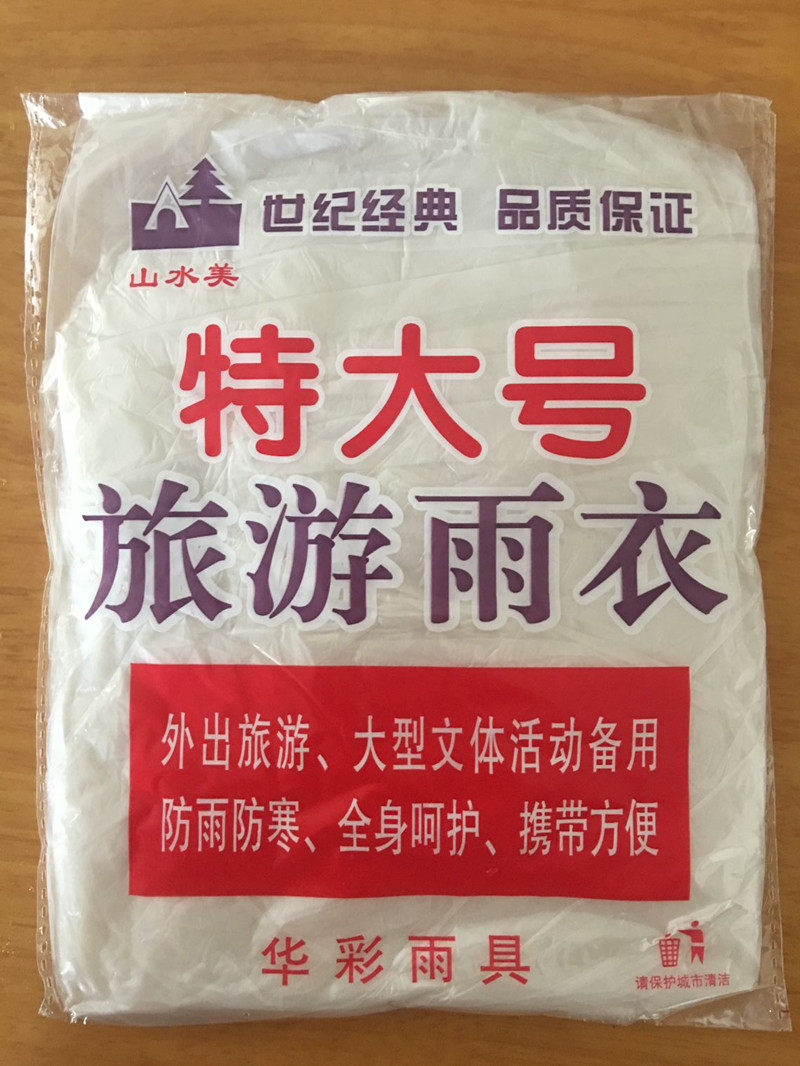 世纪经典 品质保证
山水美
特大号
旅游雨衣
外出旅游、大型文体活动备用
防雨防寒、全身呵护、携带方便
华彩雨具
请保护城市清洁